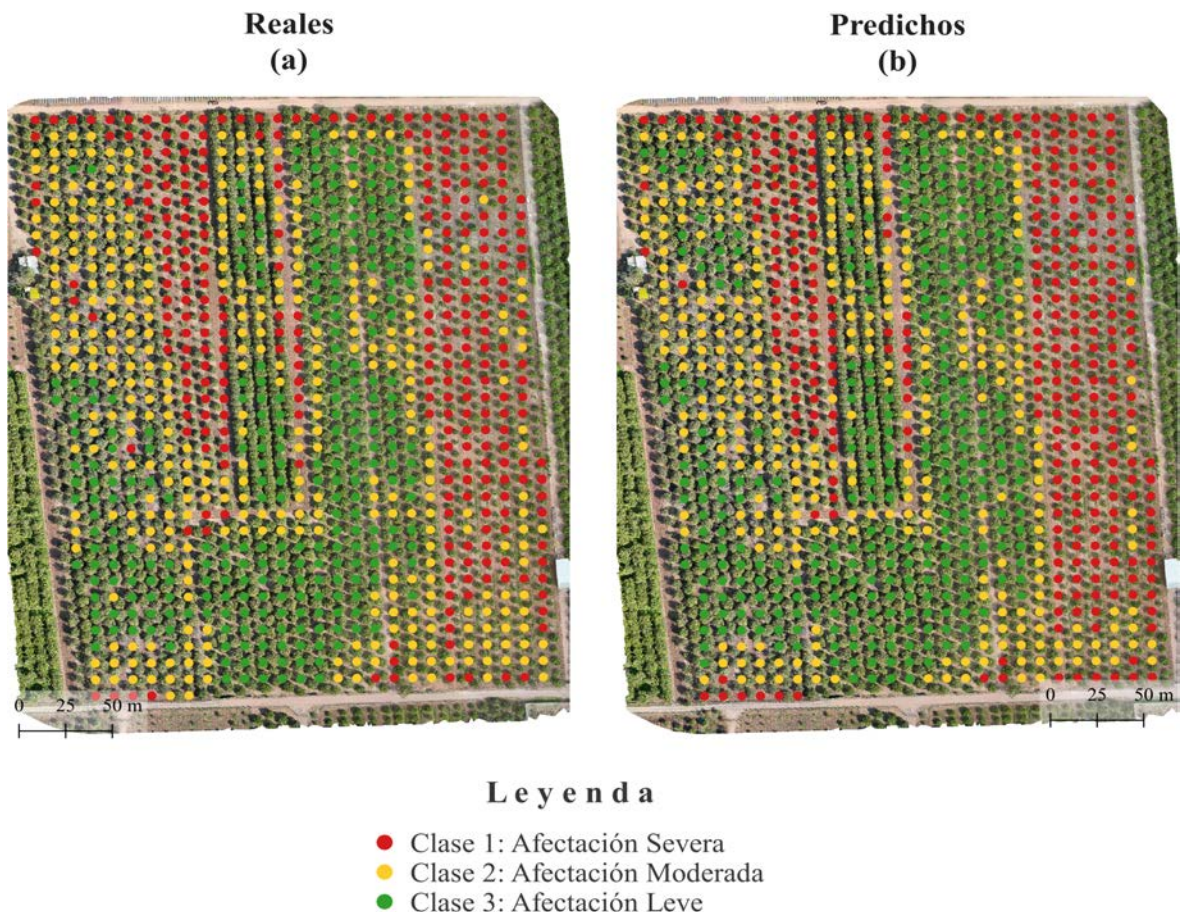 Reales
(a)
Predichos
(b)
0 25 50 m
0 25 50 m
Leyenda
Clase 1: Afectación Severa
Clase 2: Afectación Moderada
Clase 3: Afectación Leve